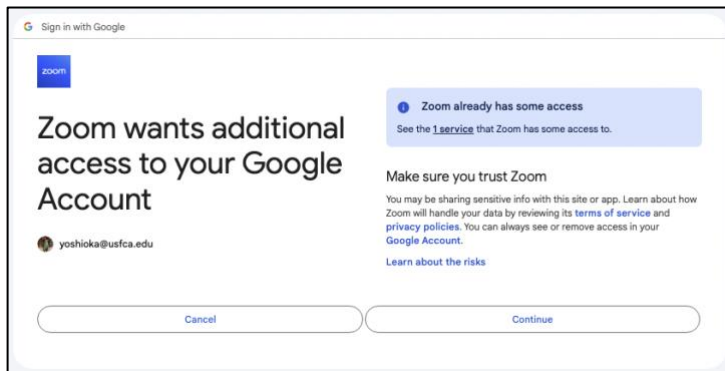 Sign in with Google
zoom
Zoom wants additional
access to your Google
Account
yoshioka@usfca.edu
Zoom already has some access
See the 1 service that Zoom has some access to.
Make sure you trust Zoom
You may be sharing sensitive info with this site or app. Learn about how
Zoom will handle your data by reviewing its terms of service and
privacy policies. You can always see or remove access in your
Google Account.
Learn about the risks
Cancel
Continue